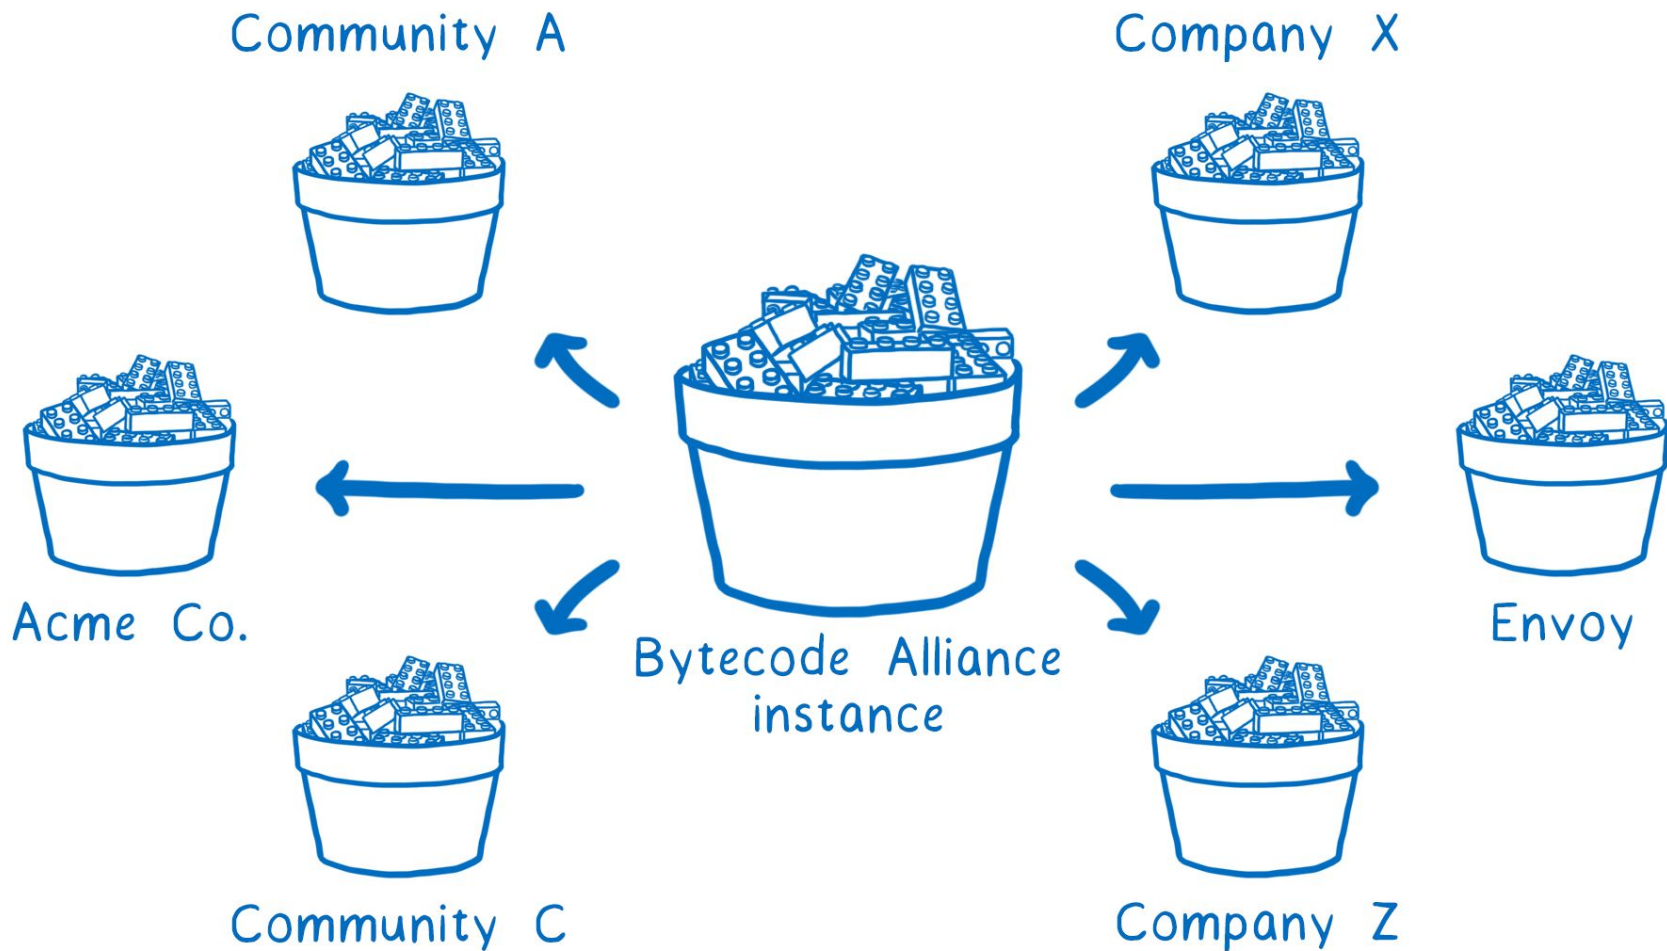 Community A
Company X
Acme Co.
Bytecode Alliance
instance
Envoy
Community C
Company Z